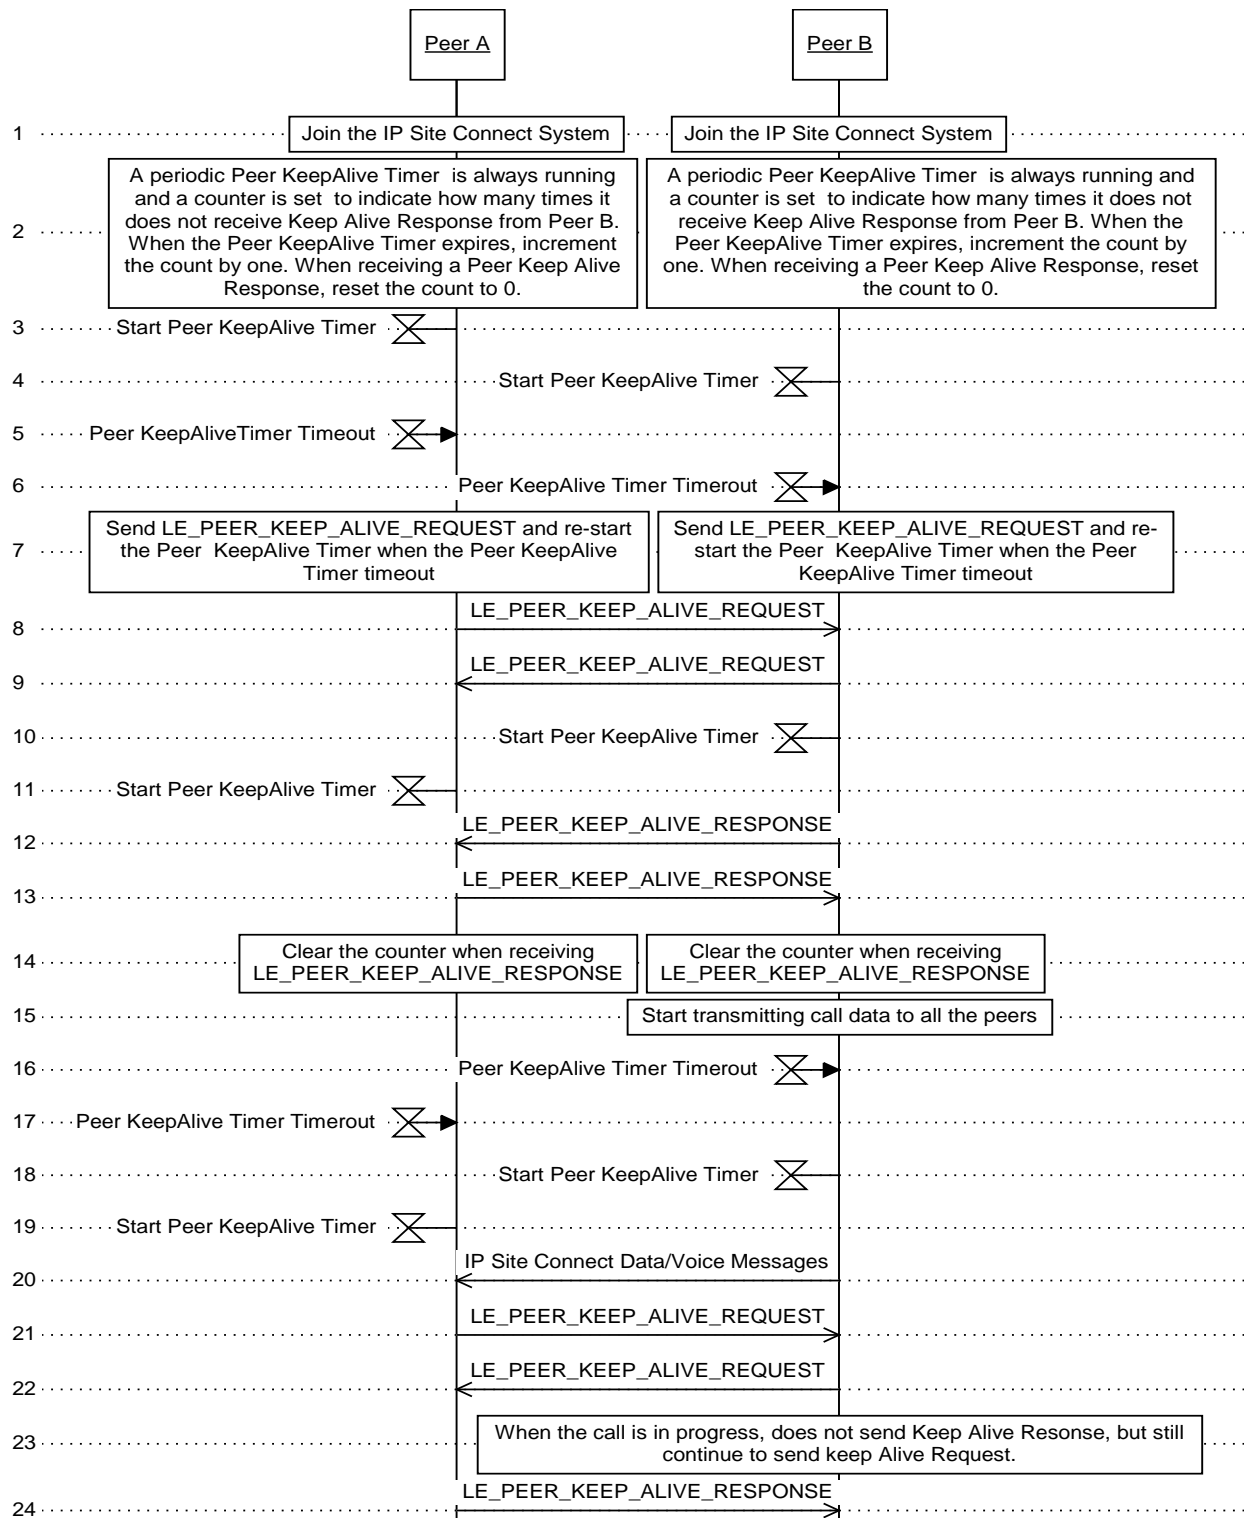 Peer A
Peer B
1
Join the IP Site Connect System
Join the IP Site Connect System
2
A periodic Peer KeepAlive Timer  is always running
and a counter is set  to indicate how many times it
does not receive Keep Alive Response from Peer B.
When the Peer KeepAlive Timer expires, increment
the count by one. When receiving a Peer Keep Alive
Response, reset the count to 0.
A periodic Peer KeepAlive Timer  is always running and
a counter is set  to indicate how many times it does not
receive Keep Alive Response from Peer B. When the
Peer KeepAlive Timer expires, increment the count by
one. When receiving a Peer Keep Alive Response, reset
the count to 0.
3
Start Peer KeepAlive Timer
4
Start Peer KeepAlive Timer
5
Peer KeepAliveTimer Timeout
6
Peer KeepAlive Timer Timerout
7
Send LE_PEER_KEEP_ALIVE_REQUEST and re-start
the Peer  KeepAlive Timer when the Peer KeepAlive
Timer timeout
Send LE_PEER_KEEP_ALIVE_REQUEST and re-
start the Peer  KeepAlive Timer when the Peer
KeepAlive Timer timeout
LE_PEER_KEEP_ALIVE_REQUEST
8
LE_PEER_KEEP_ALIVE_REQUEST
9
10
Start Peer KeepAlive Timer
11
Start Peer KeepAlive Timer
LE_PEER_KEEP_ALIVE_RESPONSE
12
LE_PEER_KEEP_ALIVE_RESPONSE
13
14
Clear the counter when receiving
LE_PEER_KEEP_ALIVE_RESPONSE
Clear the counter when receiving
LE_PEER_KEEP_ALIVE_RESPONSE
15
Start transmitting call data to all the peers
16
Peer KeepAlive Timer Timerout
17
Peer KeepAlive Timer Timerout
18
Start Peer KeepAlive Timer
19
Start Peer KeepAlive Timer
IP Site Connect Data/Voice Messages
20
LE_PEER_KEEP_ALIVE_REQUEST
21
LE_PEER_KEEP_ALIVE_REQUEST
22
23
When the call is in progress, does not send Keep Alive Resonse, but still
continue to send keep Alive Request.
LE_PEER_KEEP_ALIVE_RESPONSE
24